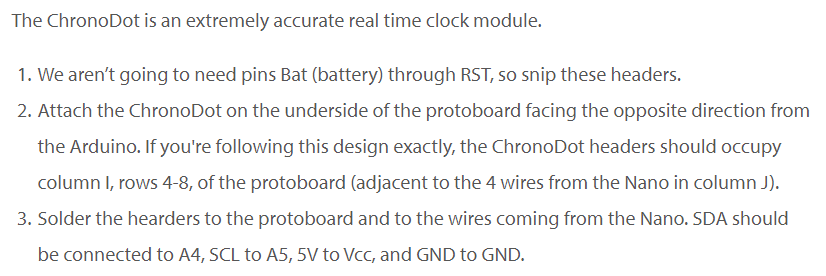 The ChronoDot is an extremely accurate real time clock module.
1. We aren’t going to need pins Bat (battery) through RST, so snip these headers.
2. Attach the ChronoDot on the underside of the protoboard facing the opposite direction from
the Arduino. If you're following this design exactly, the ChronoDot headers should occupy
column I, rows 4-8, of the protoboard (adjacent to the 4 wires from the Nano in column J).
3. Solder the hearders to the protoboard and to the wires coming from the Nano. SDA should
be connected to A4, SCL to A5, 5V to Vcc, and GND to GND.